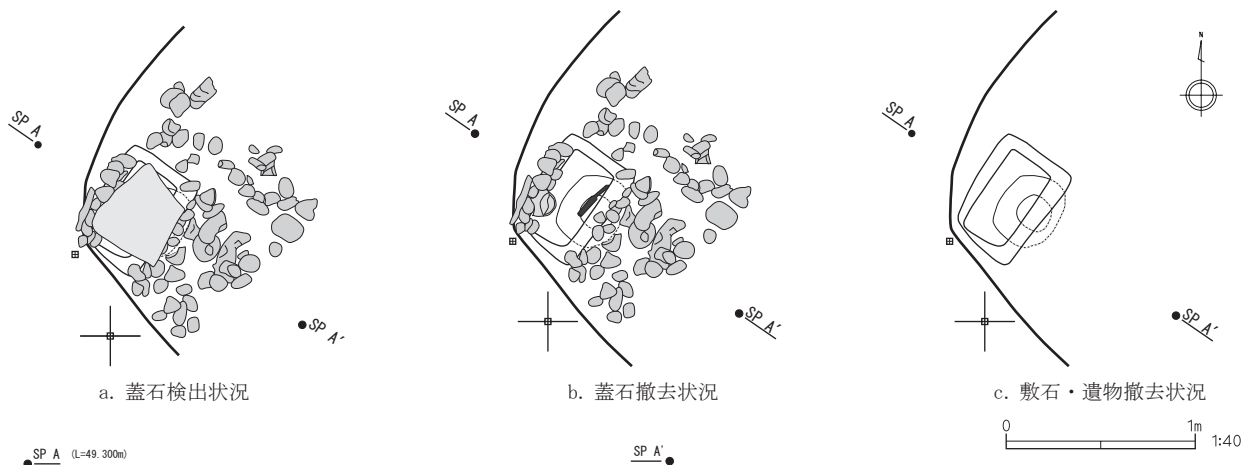 SP A
SP A'
a. 蓋石検出状況
SP A
SP A'
b. 蓋石撤去状況
N
SP A
SP A'
c. 敷石・遺物撤去状況
0 1m 1:40
SP A (L=49.300m)
SP A'